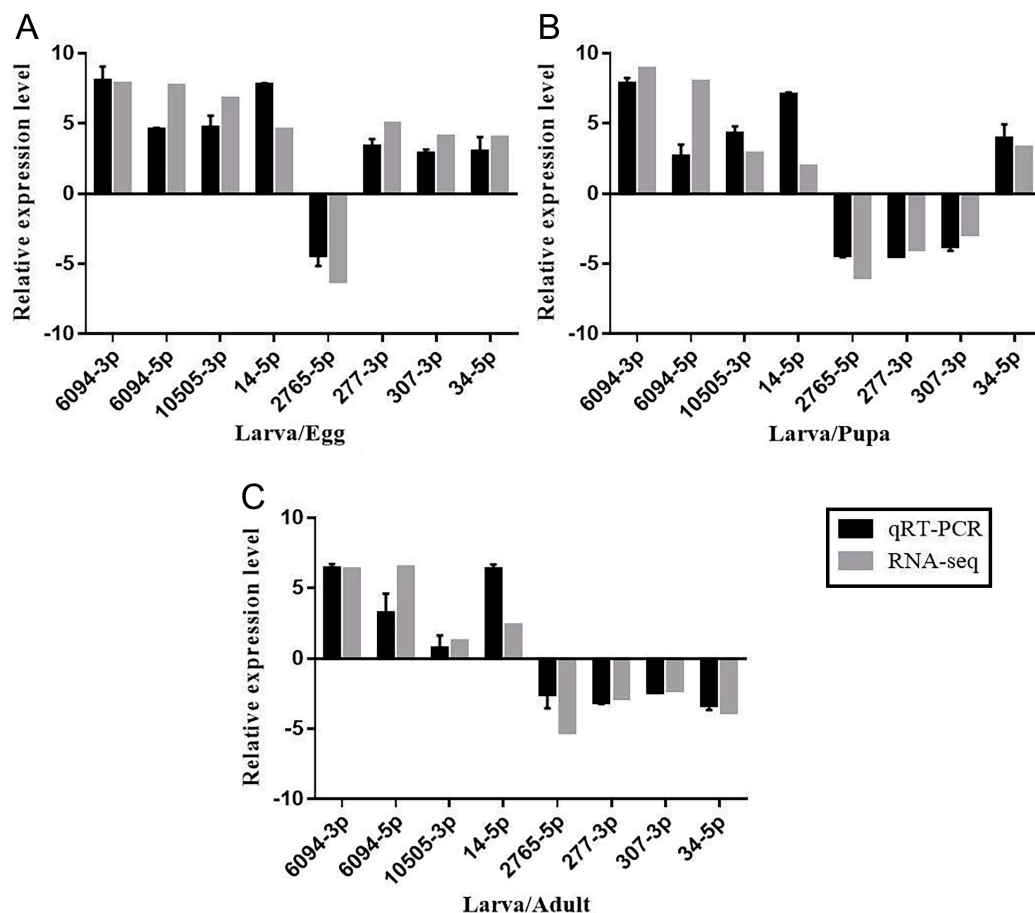 A
Relative expression level
10
5
0
-5
-10
6094-3p
6094-5p
10505-3p
14-5p
2765-5p
277-3p
307-3p
34-5p
Larva/Egg
B
Relative expression level
10
5
0
-5
-10
6094-3p
6094-5p
10505-3p
14-5p
2765-5p
277-3p
307-3p
34-5p
Larva/Pupa
C
Relative expression level
10
5
0
-5
-10
6094-3p
6094-5p
10505-3p
14-5p
2765-5p
277-3p
307-3p
34-5p
Larva/Adult
qRT-PCR
RNA-seq